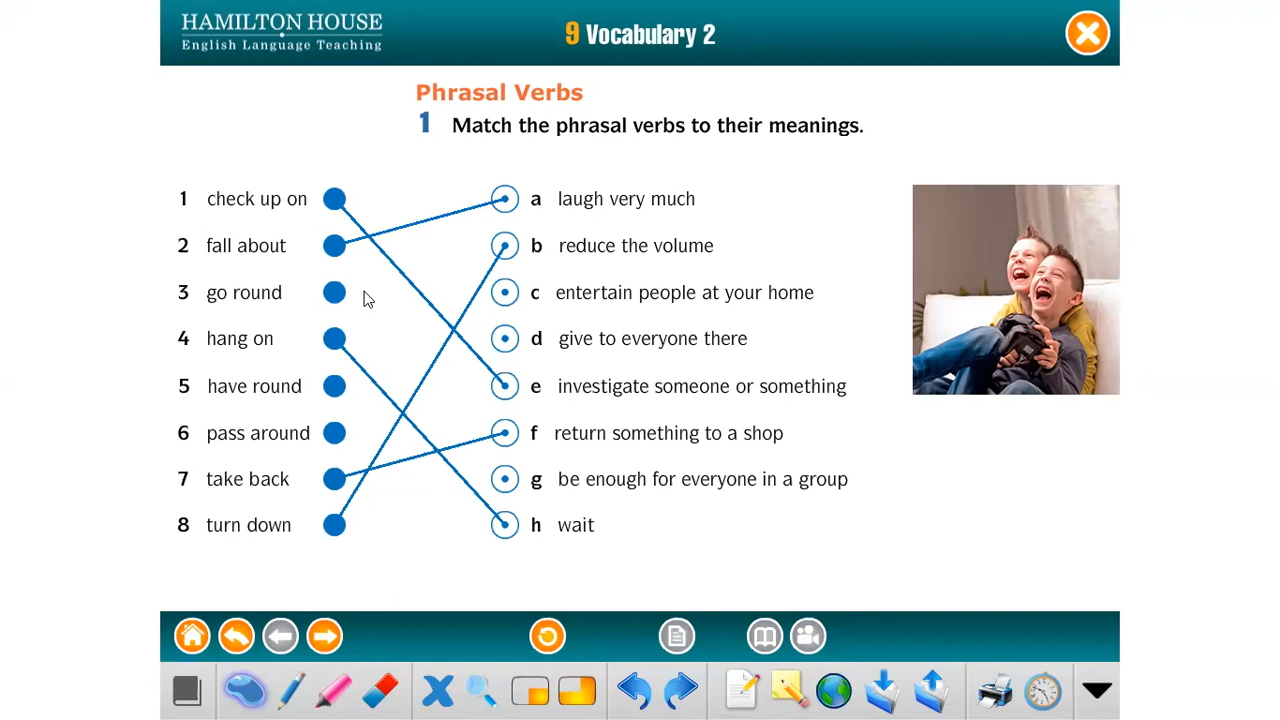 HAMILTON HOUSE
English Language Teaching
9 Vocabulary 2
Phrasal Verbs
1 Match the phrasal verbs to their meanings.
1 check up on
2 fall about
3 go round
4 hang on
5 have round
6 pass around
7 take back
8 turn down
a laugh very much
b reduce the volume
c entertain people at your home
d give to everyone there
e investigate someone or something
f return something to a shop
g be enough for everyone in a group
h wait